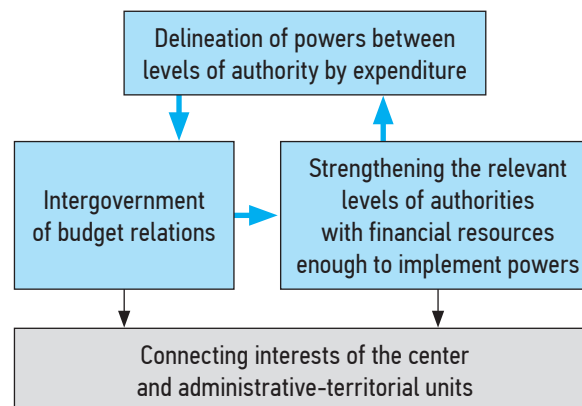 Delineation of powers between
levels of authority by expenditure
Intergovernment
of budget relations
Strengthening the relevant
levels of authorities
with financial resources
enough to implement powers
Connecting interests of the center
and administrative-territorial units